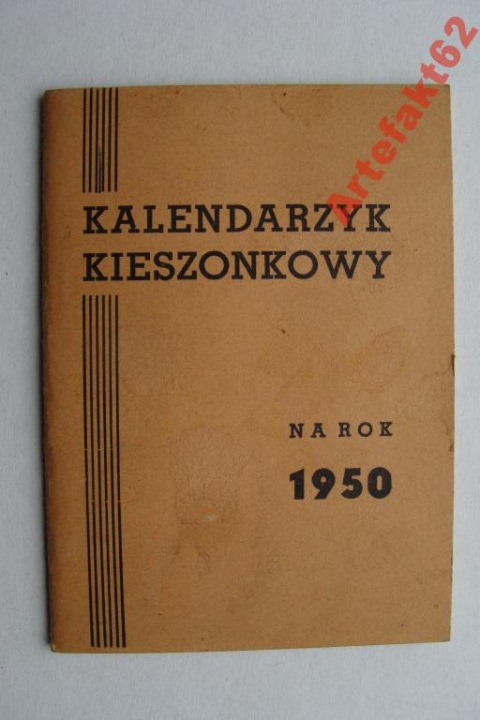 Artefakt62
KALENDARZYK
KIESZONKOWY
NA ROK
1950